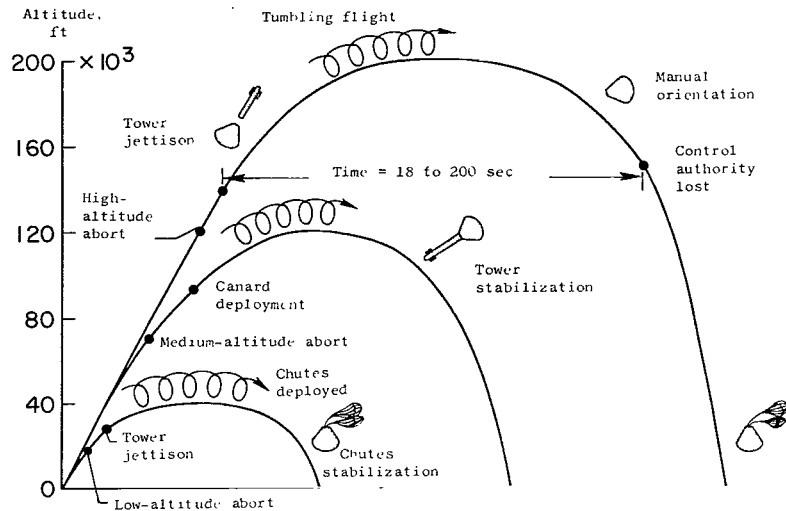 Altitude,
ft
Tumbling flight
200
×10³
Manual
orientation
Tower
jettison
160
Time = 18 to 200 sec
Control
authority
lost
High-
altitude
abort
120
Tower
stabilization
Canard
deployment
80
Medium-altitude abort
Chutes
deployed
40
Tower
jettison
Chutes
stabilization
0
Low-altitude abort